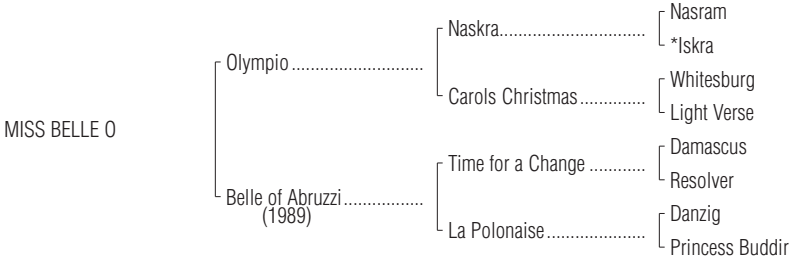 Nasram
Naskra..............................
*Iskra
Olympio............................
Whitesburg
Carols Christmas..............
Light Verse
MISS BELLE O
Damascus
Time for a Change............
Resolver
Belle of Abruzzi.................
(1989)
Danzig
La Polonaise.....................
Princess Buddir